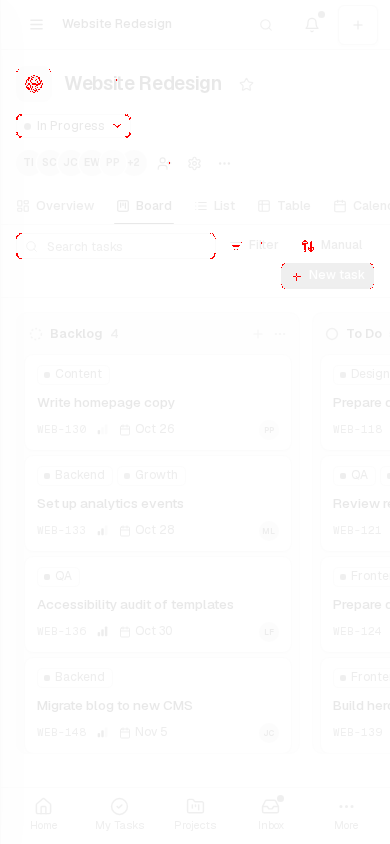 Website Redesign
Website Redesign
In Progress
TI SC JC EW PP +2
Overview Board List Table Calend
Search tasks Filter Manual
New task
Backlog 4 To Do
Content Design
Write homepage copy Prepare c
WEB-130 Oct 26 PP WEB-118
Backend Growth QA
Set up analytics events Review re
WEB-133 Oct 28 ML WEB-121
QA Fronte
Accessibility audit of templates Prepare c
WEB-136 Oct 30 LP WEB-124
Backend Fronte
Migrate blog to new CMS Build here
WEB-148 Nov 5 JC WEB-139
Home My Tasks Projects Inbox More